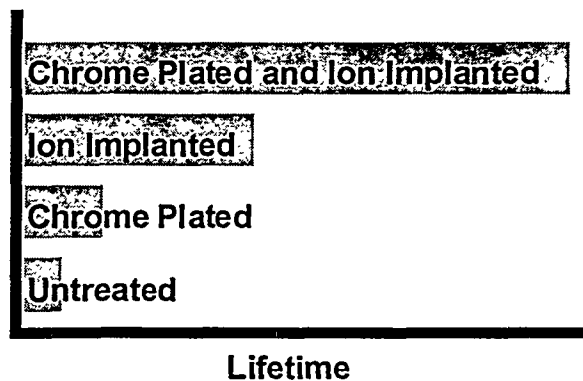 Chrome Plated and Ion Implanted
Ion Implanted
Chrome Plated
Untreated
Lifetime